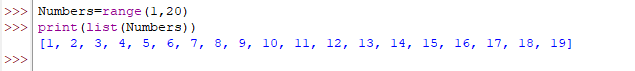 >>> Numbers=range(1,20)
>>> print(list(Numbers))
[1, 2, 3, 4, 5, 6, 7, 8, 9, 10, 11, 12, 13, 14, 15, 16, 17, 18, 19]
>>>